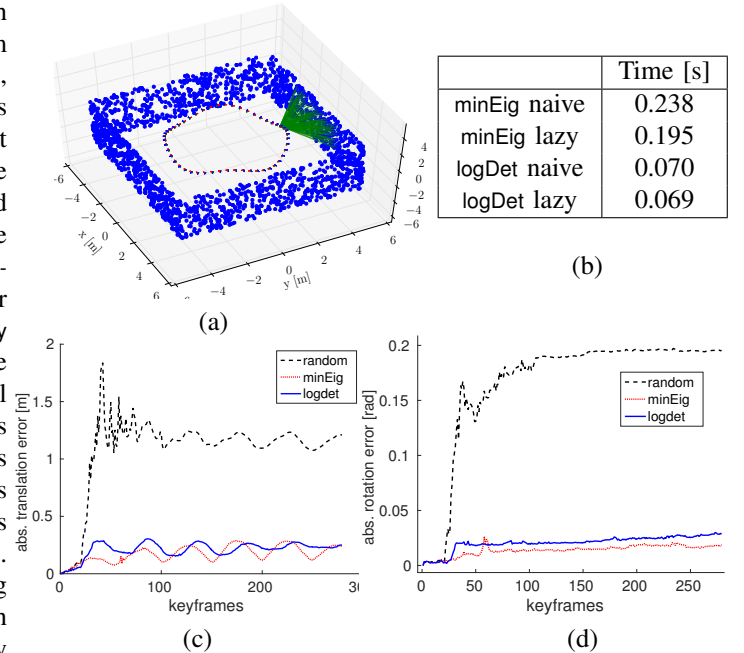 n
n
,
s
t
e
d
e
-
r
y
e
l
s
s
s
s
.
g
n
y
4
2
0
−2
−4
−6
−6
−4
−2
0
2
4
6
x [m]
−4
−2
0
2
4
6
y [m]
(a)
Time [s]
minEig naive 0.238
minEig lazy 0.195
logDet naive 0.070
logDet lazy 0.069
(b)
2
1.5
1
0.5
0
abs. translation error [m]
random
minEig
logdet
0 100 200
keyframes
(c)
0.2
0.15
0.1
0.05
0
abs. rotation error [rad]
random
minEig
logdet
0 50 100 150 200 250
keyframes
(d)